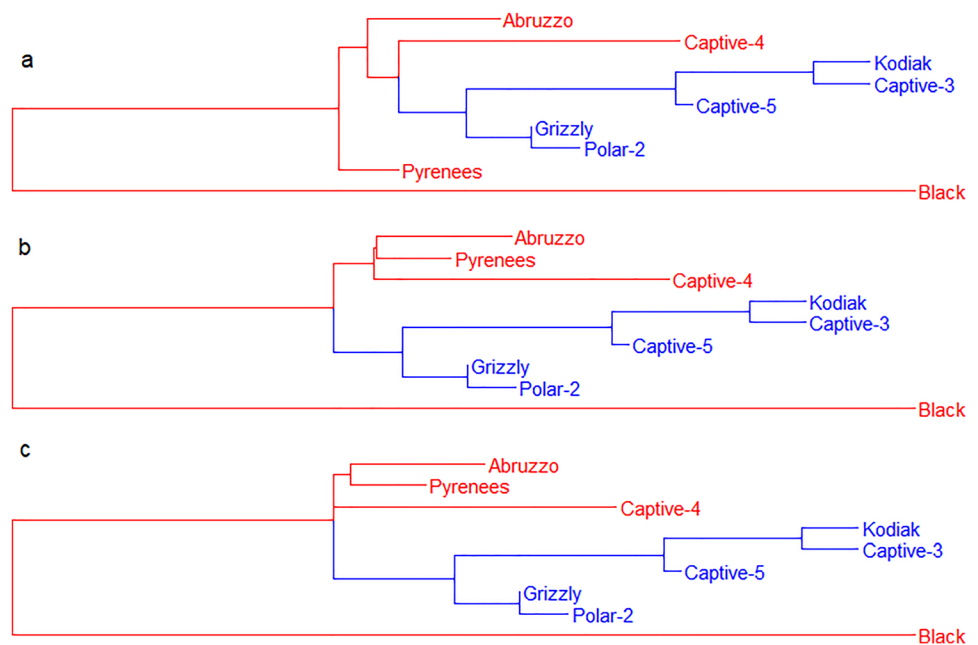 a
Abruzzo
Captive-4
Kodiak
Captive-3
Captive-5
Grizzly
Polar-2
Pyrenees
Black
b
Abruzzo
Pyrenees
Captive-4
Kodiak
Captive-3
Captive-5
Grizzly
Polar-2
Black
c
Abruzzo
Pyrenees
Captive-4
Kodiak
Captive-3
Captive-5
Grizzly
Polar-2
Black